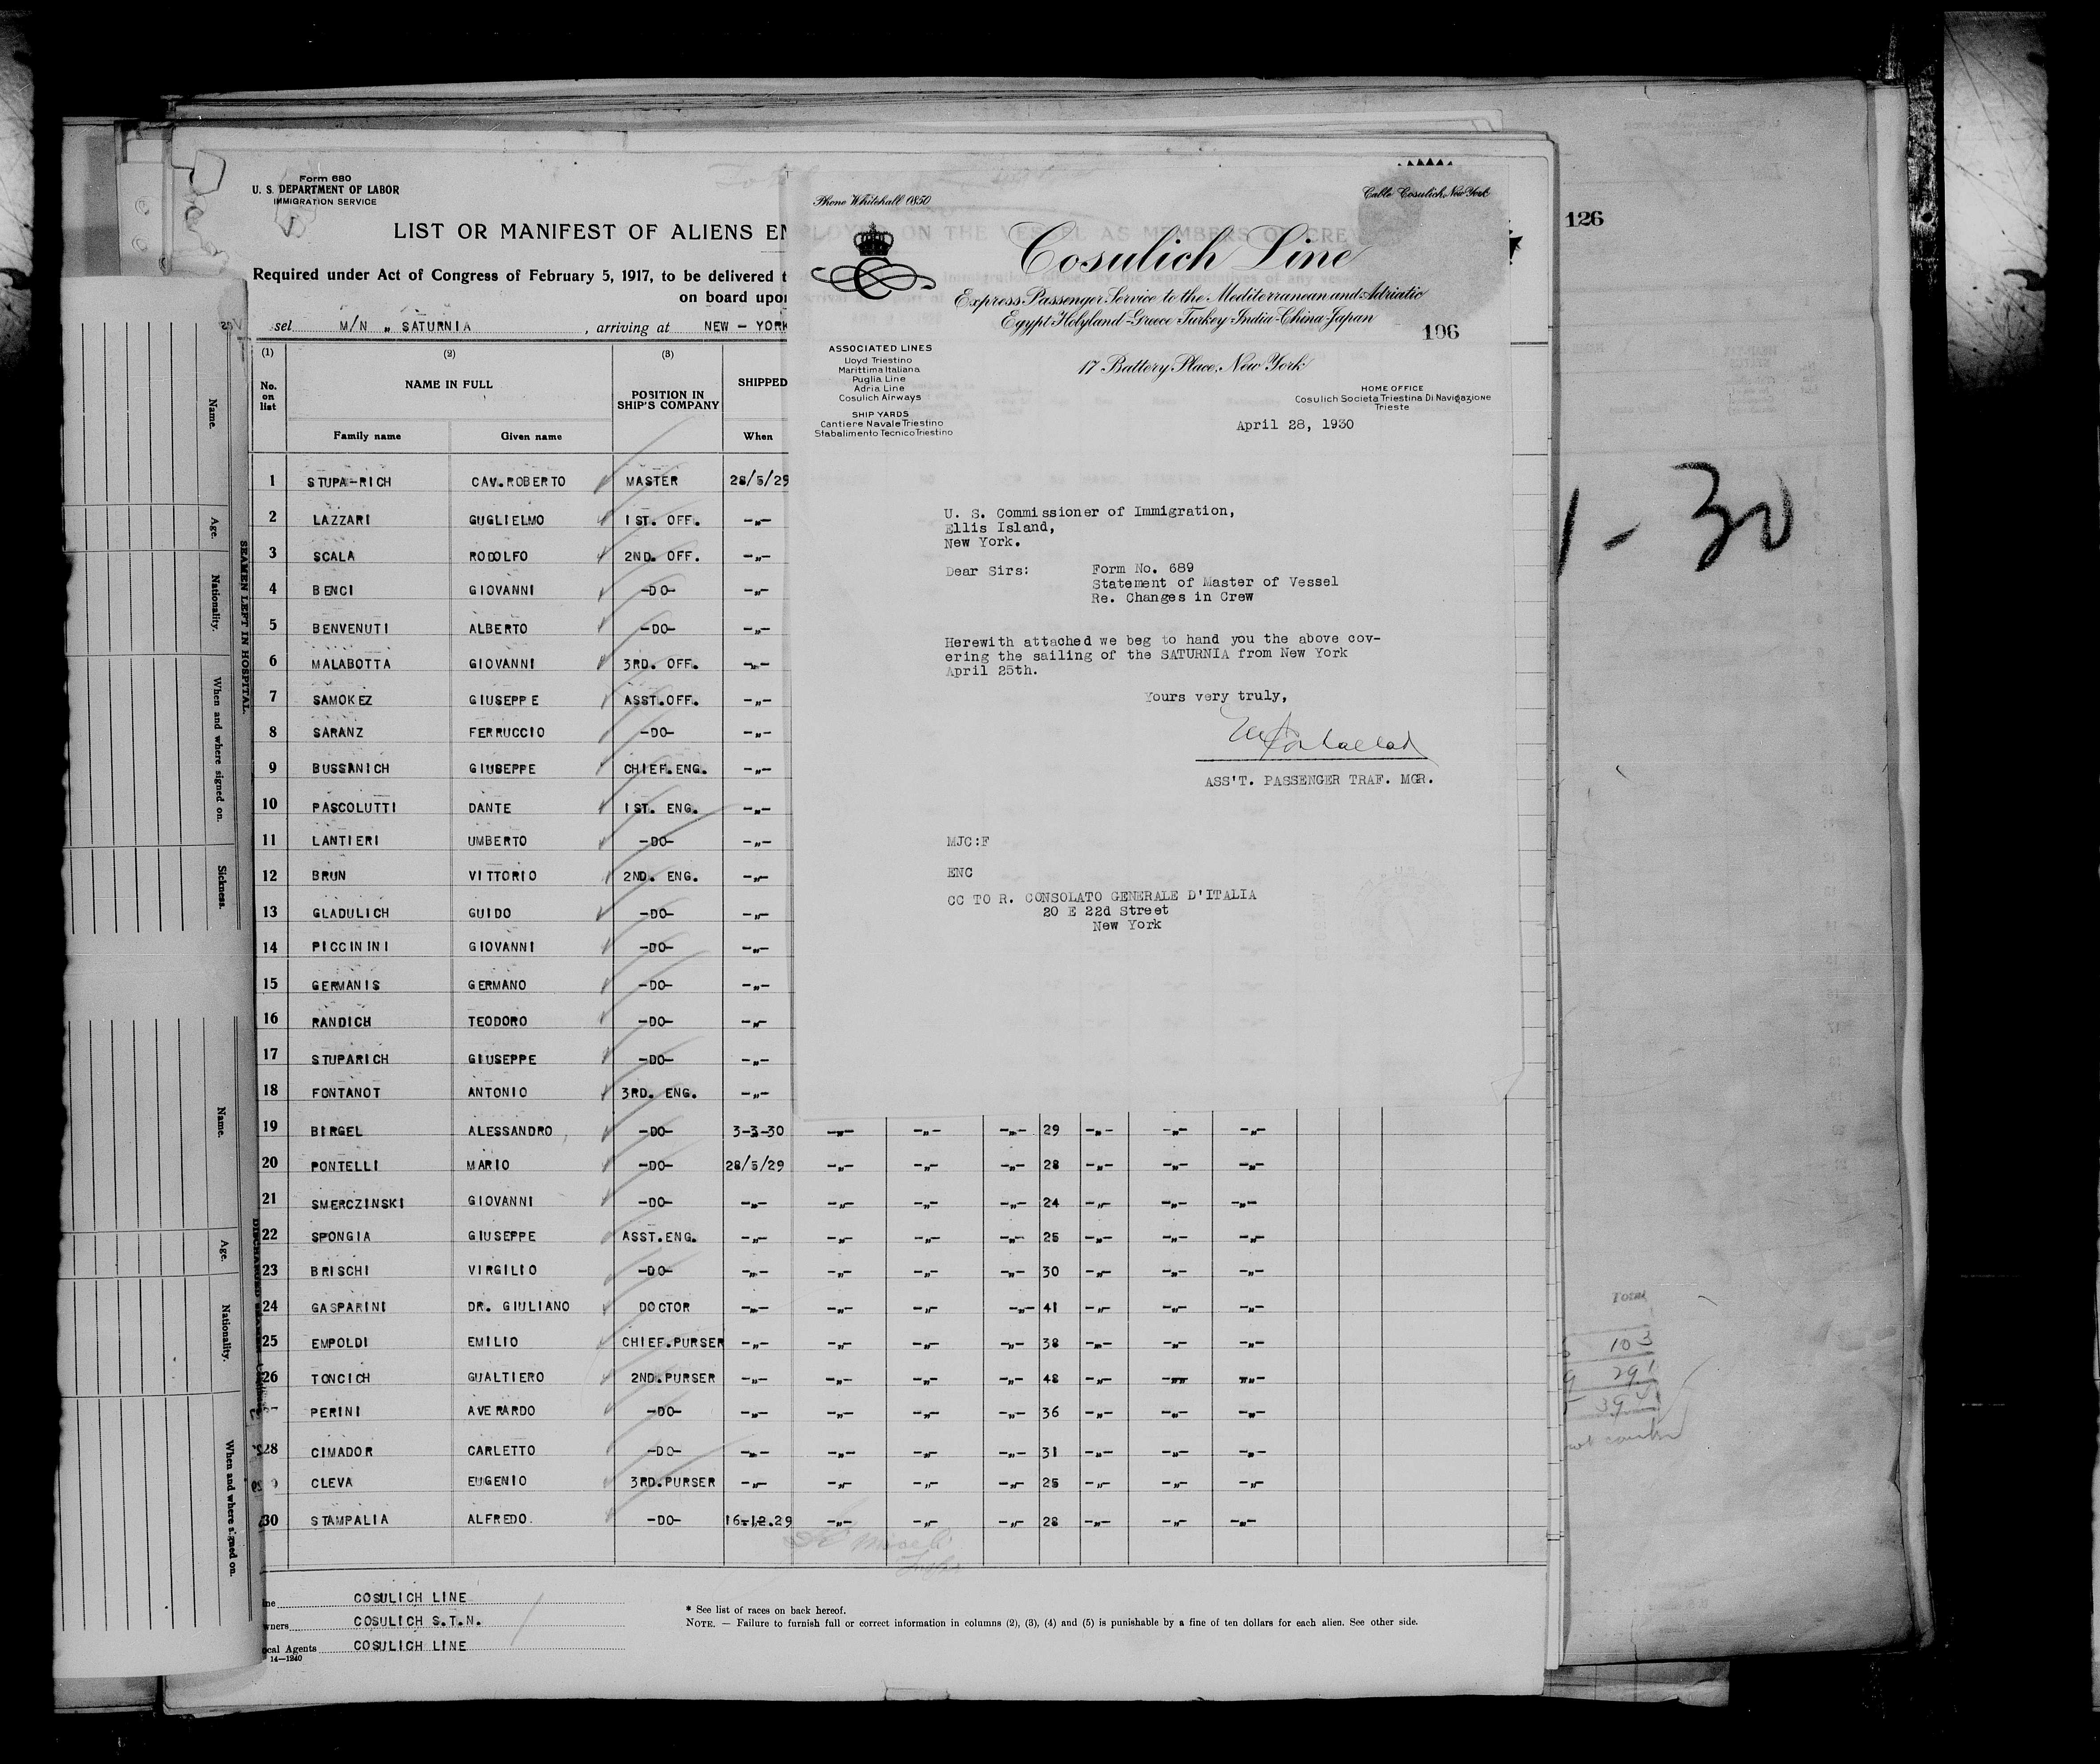 Form 680
U. S. DEPARTMENT OF LABOR
IMMIGRATION SERVICE
LIST OR MANIFEST OF ALIENS EM
Required under Act of Congress of February 5, 1917, to be delivered t
on board upon
sel M/N „ SATURNIA , arriving at NEW - YORK
(1) (2) (3)
No. on list
NAME IN FULL
POSITION IN SHIP'S COMPANY
SHIPPED
Family name Given name When
1 STUPA-RICH CAV.ROBERTO MASTER 28/5/29
2 LAZZARI GUGLIELMO 1ST. OFF. -„-
3 SCALA RODOLFO 2ND. OFF. -„-
4 BENCI GIOVANNI -DO- -„-
5 BENVENUTI ALBERTO -DO- -„-
6 MALABOTTA GIOVANNI 3RD. OFF. -„-
7 SAMOKEZ GIUSEPPE ASST.OFF. -„-
8 SARANZ FERRUCCIO -DO- -„-
9 BUSSANICH GIUSEPPE CHIEF.ENG. -„-
10 PASCOLUTTI DANTE 1ST. ENG. -„-
11 LANTIERI UMBERTO -DO- -„-
12 BRUN VITTORIO 2ND. ENG. -„-
13 GLADULICH GUIDO -DO- -„-
14 PICCININI GIOVANNI -DO- -„-
15 GERMANIS GERMANO -DO- -„-
16 RANDICH TEODORO -DO- -„-
17 STUPARICH GIUSEPPE -DO- -„-
18 FONTANOT ANTONIO 3RD. ENG. -„-
19 BIRGEL ALESSANDRO -DO- 3-3-30 -„- -„- -„- 29 -„- -„- -„-
20 PONTELLI MARIO -DO- 28/5/29 -„- -„- -„- 28 -„- -„- -„-
21 SMERCZINSKI GIOVANNI -DO- -„- -„- -„- -„- 24 -„- -„- -„-
22 SPONGIA GIUSEPPE ASST.ENG. -„- -„- -„- -„- 25 -„- -„- -„-
23 BRISCHI VIRGILIO -DO- -„- -„- -„- -„- 30 -„- -„- -„-
24 GASPARINI DR. GIULIANO DOCTOR -„- -„- -„- -„- 41 -„- -„- -„-
25 EMPOLDI EMILIO CHIEF.PURSER -„- -„- -„- -„- 38 -„- -„- -„-
26 TONCICH GUALTIERO 2ND.PURSER -„- -„- -„- -„- 48 -„- -„- -„-
PERINI AVERARDO -DO- -„- -„- -„- -„- 36 -„- -„- -„-
28 CIMADOR CARLETTO -DO- -„- -„- -„- -„- 31 -„- -„- -„-
CLEVA EUGENIO 3RD.PURSER -„- -„- -„- -„- 25 -„- -„- -„-
30 STAMPALIA ALFREDO. -DO- 16-12.29 -„- -„- -„- 28 -„- -„- -„-
ine COSULICH LINE
wners COSULICH S.T.N.
ocal Agents COSULICH LINE
14—1240
* See list of races on back hereof.
NOTE. — Failure to furnish full or correct information in columns (2), (3), (4) and (5) is punishable by a fine of ten dollars for each alien. See other side.
Phone Whitehall 0850
Cable Cosulich, New York
Cosulich Line
Express Passenger Service to the Mediterranean and Adriatic
Egypt-Holyland-Greece-Turkey-India-China-Japan
106
17 Battery Place, New York
ASSOCIATED LINES
Lloyd Triestino
Marittima Italiana
Puglia Line
Adria Line
Cosulich Airways
SHIP YARDS
Cantiere Navale Triestino
Stabalimento Tecnico Triestino
HOME OFFICE
Cosulich Societa Triestina Di Navigazione
Trieste
April 28, 1930
U. S. Commissioner of Immigration,
Ellis Island,
New York.
Dear Sirs: Form No. 689
Statement of Master of Vessel
Re. Changes in Crew
Herewith attached we beg to hand you the above cov-
ering the sailing of the SATURNIA from New York
April 25th.
Yours very truly,
ASS'T. PASSENGER TRAF. MGR.
MJC:F
ENC
CC TO R. CONSOLATO GENERALE D'ITALIA
20 E 22d Street
New York
126
- 30
Total
103
291
394
SEAMEN LEFT IN HOSPITAL.
Name.
Age.
Nationality.
When and where signed on.
Sickness.
Name.
Age.
Nationality.
When and where signed on.